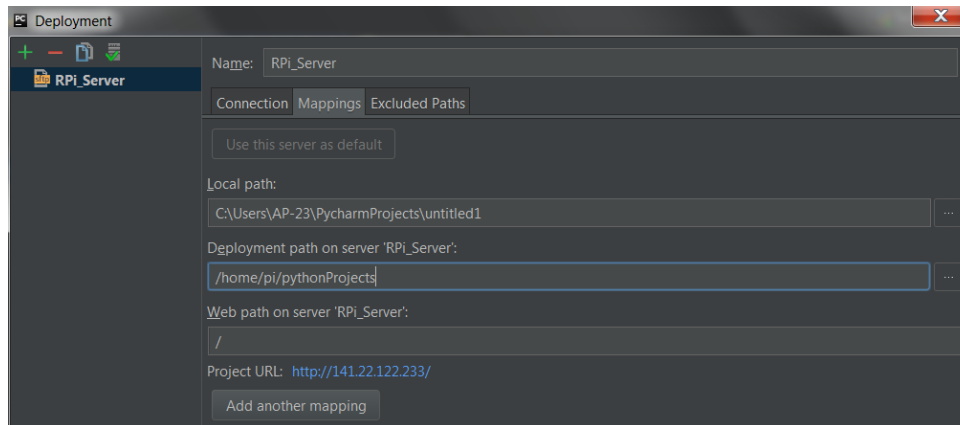 Deployment
RPi_Server
Name: RPi_Server
Connection Mappings Excluded Paths
Use this server as default
Local path:
C:\Users\AP-23\PycharmProjects\untitled1
Deployment path on server 'RPi_Server':
/home/pi/pythonProjects
Web path on server 'RPi_Server':
/
Project URL: http://141.22.122.233/
Add another mapping